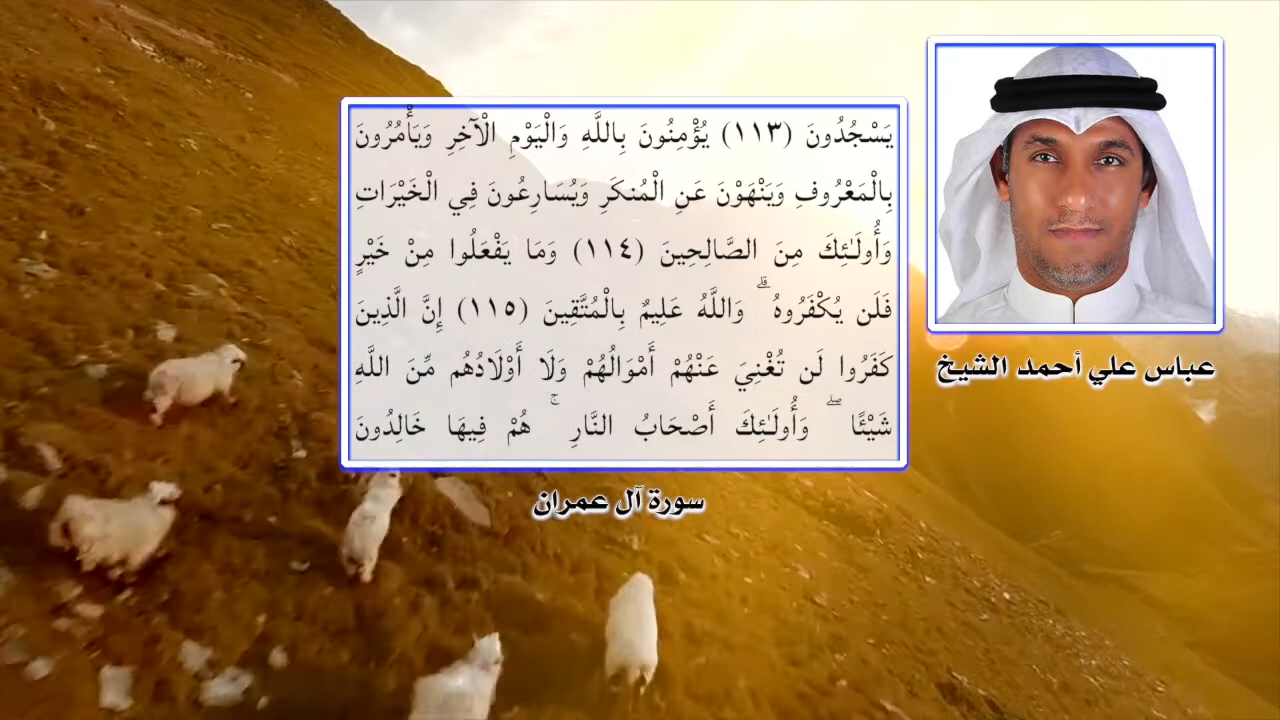 يَسْجُدُونَ (١١٣) يُؤْمِنُونَ بِاللَّهِ وَالْيَوْمِ الْآخِرِ وَيَأْمُرُونَ
بِالْمَعْرُوفِ وَيَنْهَوْنَ عَنِ الْمُنكَرِ وَيُسَارِعُونَ فِي الْخَيْرَاتِ
وَأُولَـٰئِكَ مِنَ الصَّالِحِينَ (١١٤) وَمَا يَفْعَلُوا مِنْ خَيْرٍ
فَلَن يُكْفَرُوهُ ۗ وَاللَّهُ عَلِيمٌ بِالْمُتَّقِينَ (١١٥) إِنَّ الَّذِينَ
كَفَرُوا لَن تُغْنِيَ عَنْهُمْ أَمْوَالُهُمْ وَلَا أَوْلَادُهُم مِّنَ اللَّهِ
شَيْئًا ۖ وَأُولَـٰئِكَ أَصْحَابُ النَّارِ ۚ هُمْ فِيهَا خَالِدُونَ
سورة آل عمران
عباس علي أحمد الشيخ